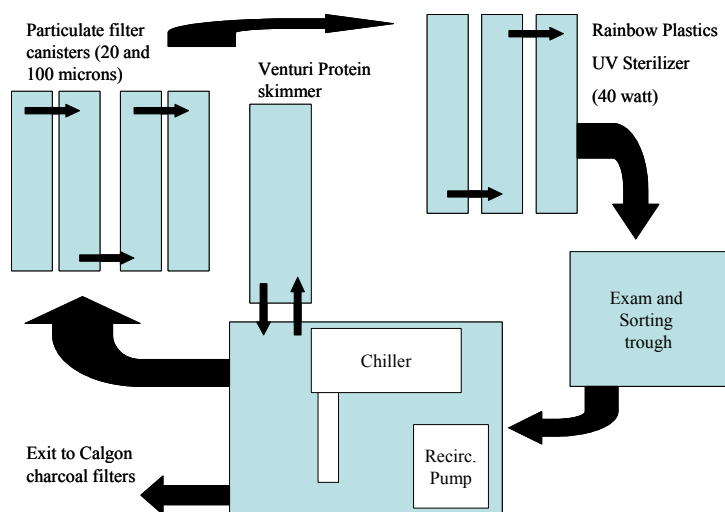 Particulate filter
canisters (20 and
100 microns)
Venturi Protein
skimmer
Rainbow Plastics
UV Sterilizer
(40 watt)
Exam and
Sorting
trough
Chiller
Recirc.
Pump
Exit to Calgon
charcoal filters